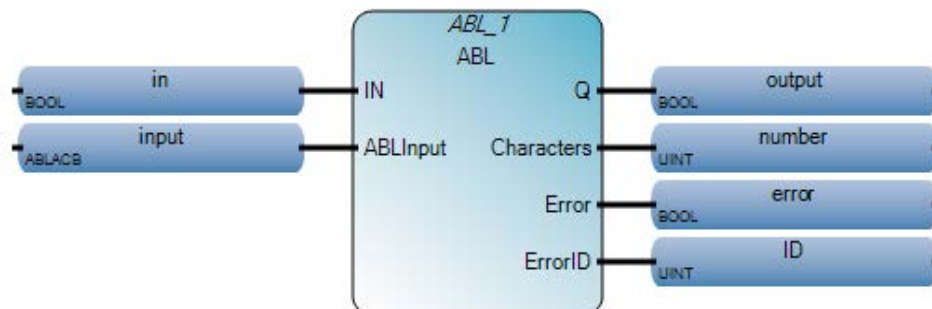 ABL_1
ABL
in
BOOL
IN
Q
output
BOOL
input
ABLACB
ABLInput
Characters
number
UINT
Error
error
BOOL
ErrorID
ID
UINT